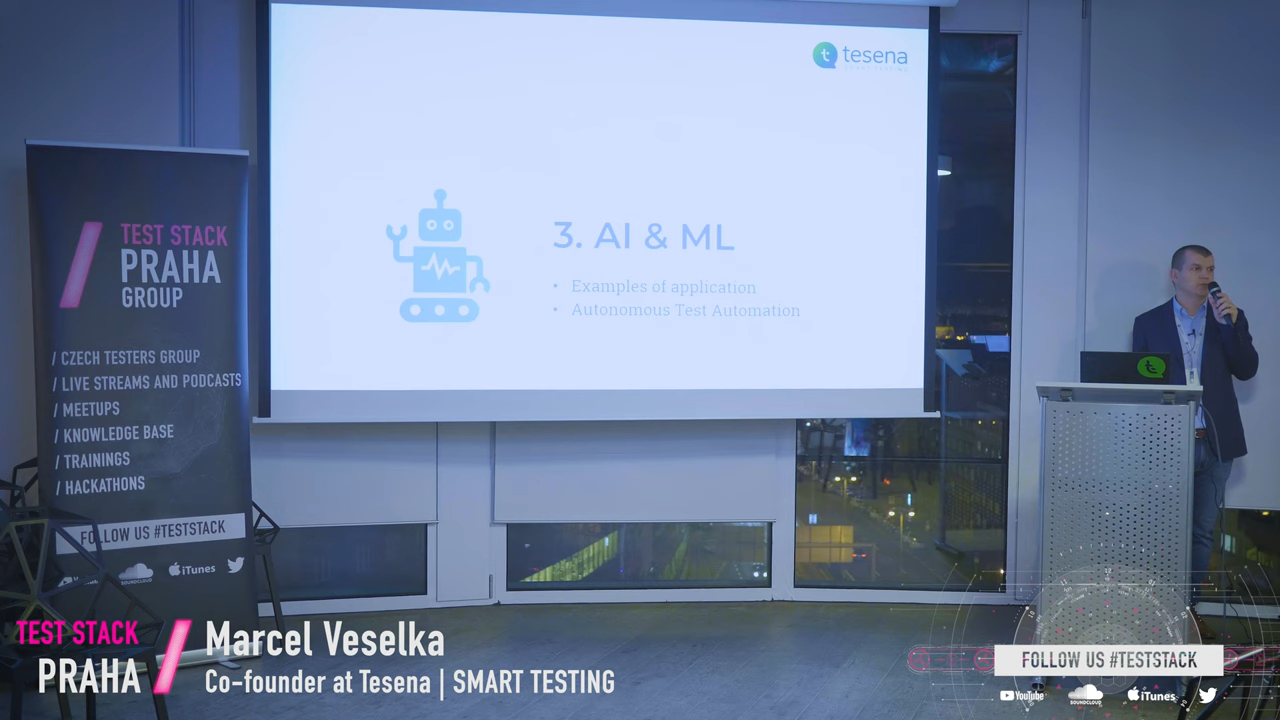 tesena
3. AI & ML
• Examples of application
• Autonomous Test Automation
TEST STACK
PRAHA
GROUP
/ CZECH TESTERS GROUP
/ LIVE STREAMS AND PODCASTS
/ MEETUPS
/ KNOWLEDGE BASE
/ TRAININGS
/ HACKATHONS
FOLLOW US #TESTSTACK
SOUNDCLOUD
iTunes
TEST STACK
PRAHA
Marcel Veselka
Co-founder at Tesena | SMART TESTING
FOLLOW US #TESTSTACK
YouTube
SOUNDCLOUD
iTunes